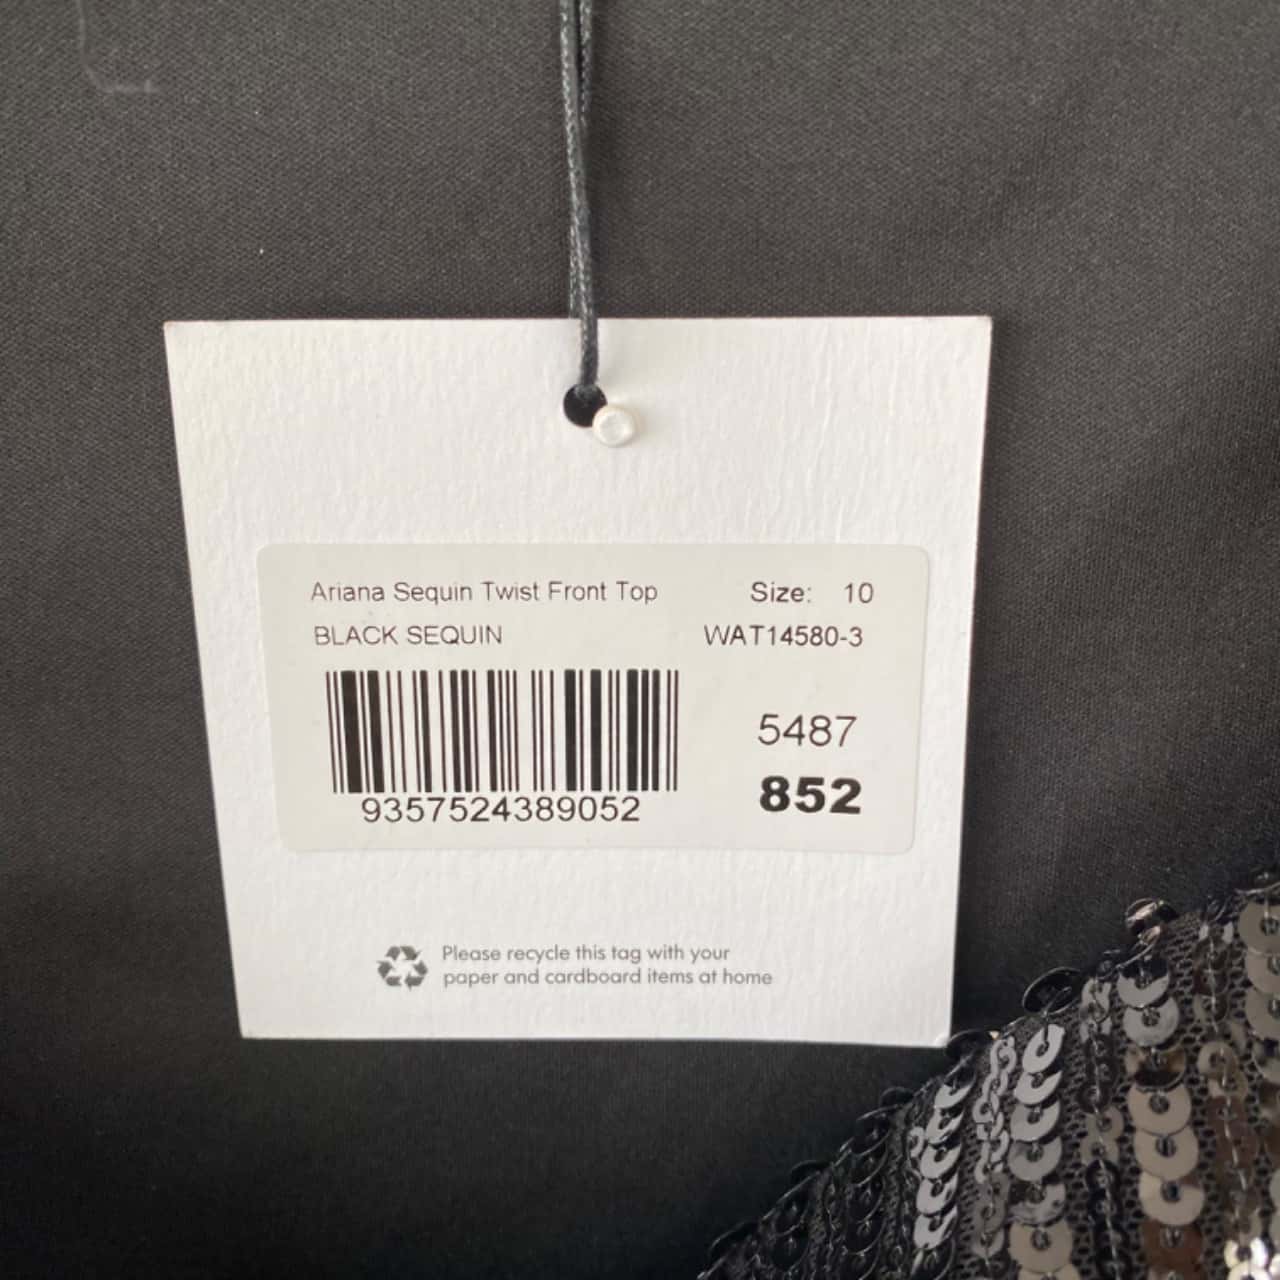 Ariana Sequin Twist Front Top Size: 10
BLACK SEQUIN WAT14580-3
5487
9357524389052 852
Please recycle this tag with your
paper and cardboard items at home